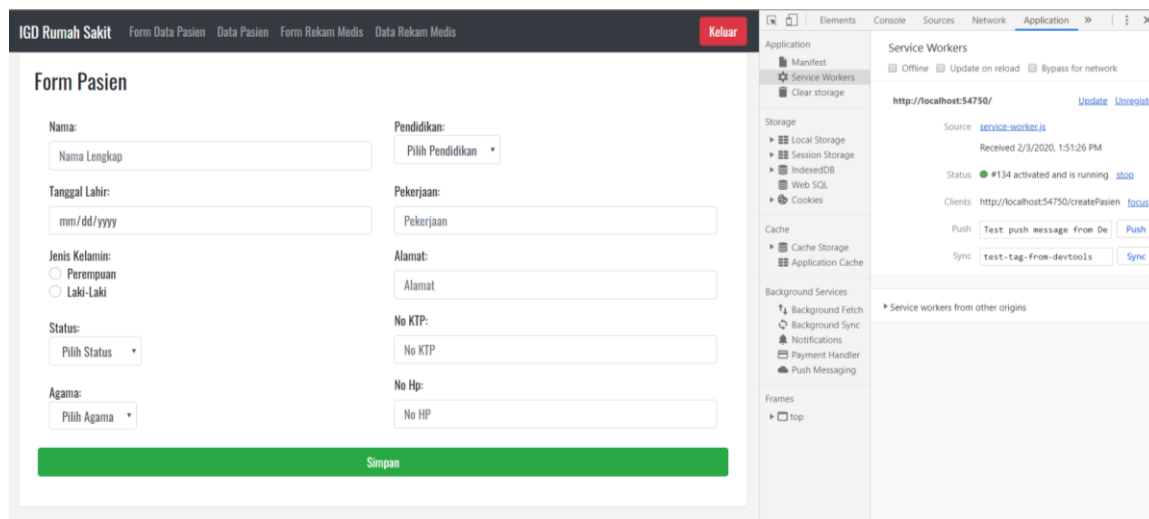 IGD Rumah Sakit Form Data Pasien Data Pasien Form Rekam Medis Data Rekam Medis Keluar
Form Pasien
Nama:
Nama Lengkap
Tanggal Lahir:
mm/dd/yyyy
Jenis Kelamin:
Perempuan
Laki-Laki
Status:
Pilih Status
Agama:
Pilih Agama
Pendidikan:
Pilih Pendidikan
Pekerjaan:
Pekerjaan
Alamat:
Alamat
No KTP:
No KTP
No Hp:
No HP
Simpan
Elements Console Sources Network Application »
Application
Manifest
Service Workers
Clear storage
Storage
Local Storage
Session Storage
IndexedDB
Web SQL
Cookies
Cache
Cache Storage
Application Cache
Background Services
Background Fetch
Background Sync
Notifications
Payment Handler
Push Messaging
Frames
top
Service Workers
Offline Update on reload Bypass for network
http://localhost:54750/ Update Unregist
Source service-worker.js
Received 2/3/2020, 1:51:26 PM
Status #134 activated and is running stop
Clients http://localhost:54750/createPasien focus
Push Test push message from De Push
Sync test-tag-from-devtools Sync
Service workers from other origins